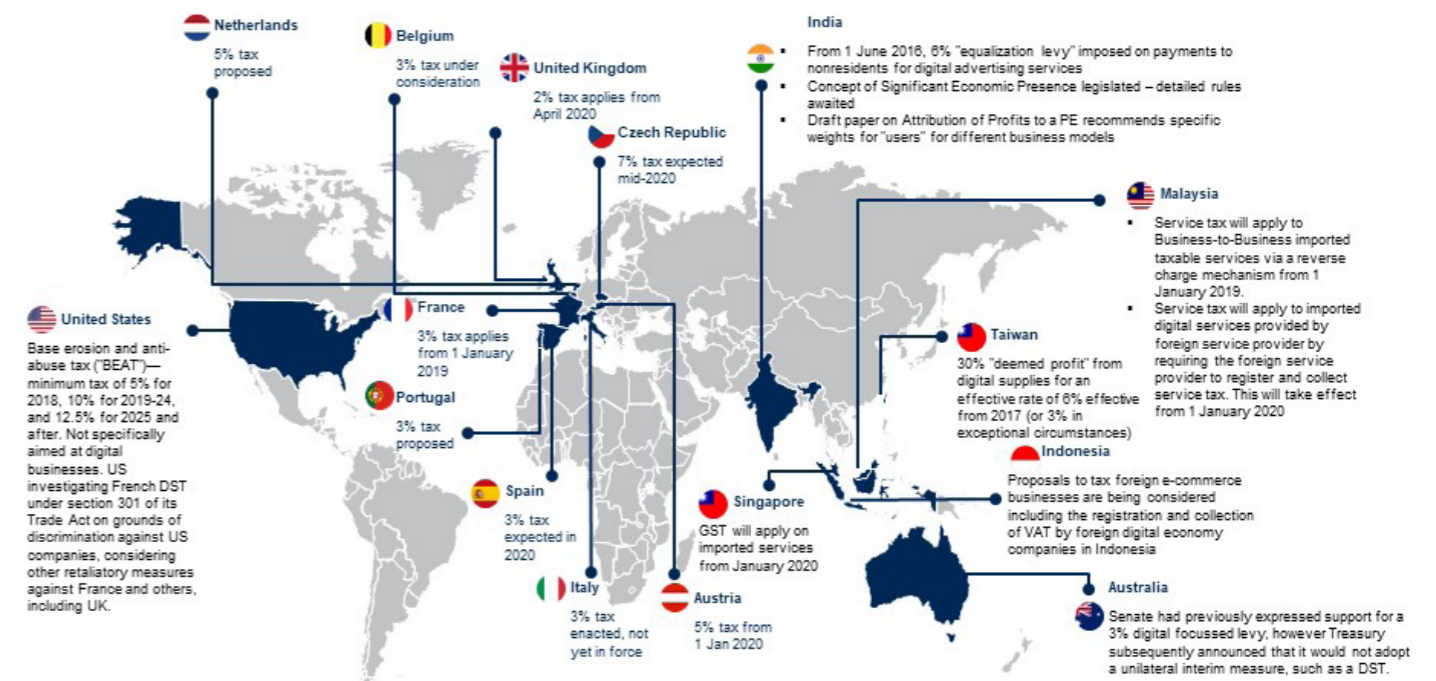 Netherlands
5% tax
proposed
Belgium
3% tax under
consideration
United Kingdom
2% tax applies from
April 2020
Czech Republic
7% tax expected
mid-2020
India
▪ From 1 June 2016, 6% "equalization levy" imposed on payments to
nonresidents for digital advertising services
▪ Concept of Significant Economic Presence legislated – detailed rules
awaited
▪ Draft paper on Attribution of Profits to a PE recommends specific
weights for "users" for different business models
Malaysia
▪ Service tax will apply to
Business-to-Business imported
taxable services via a reverse
charge mechanism from 1
January 2019.
▪ Service tax will apply to imported
digital services provided by
foreign service provider by
requiring the foreign service
provider to register and collect
service tax. This will take effect
from 1 January 2020
United States
Base erosion and anti-
abuse tax ("BEAT")—
minimum tax of 5% for
2018, 10% for 2019-24,
and 12.5% for 2025 and
after. Not specifically
aimed at digital
businesses. US
investigating French DST
under section 301 of its
Trade Act on grounds of
discrimination against US
companies, considering
other retaliatory measures
against France and others,
including UK.
France
3% tax applies
from 1 January
2019
Portugal
3% tax
proposed
Spain
3% tax
expected in
2020
Italy
3% tax
enacted, not
yet in force
Austria
5% tax from
1 Jan 2020
Singapore
GST will apply on
imported services
from January 2020
Taiwan
30% "deemed profit" from
digital supplies for an
effective rate of 6% effective
from 2017 (or 3% in
exceptional circumstances)
Indonesia
Proposals to tax foreign e-commerce
businesses are being considered
including the registration and collection
of VAT by foreign digital economy
companies in Indonesia
Australia
Senate had previously expressed support for a
3% digital focussed levy, however Treasury
subsequently announced that it would not adopt
a unilateral interim measure, such as a DST.